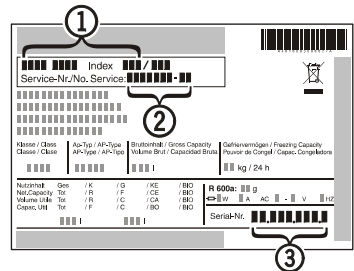 1
Index /
Service-Nr./No. Service: -
2
Klasse / Class
Classe / Clase
Ap-Typ / AP-Type
AP-Type / AP-Tipo
Bruttoinhalt / Gross Capacity
Volume Brut / Capacidad Bruta
Gefriervermögen / Freezing Capacity
Pouvoir de Congel / Capac. Congeladora
kg / 24 h
Nutzinhalt Ges / K / G / KE / BIO
Net.Capacity Tot / R / F / CE / BIO
Volume Utile Tot / R / C / CA / BIO
Capac, Util Tot / F / C / BO / BIO
l l
R 600a: g
W A AC - V HZ
Serial-Nr. . . .
3